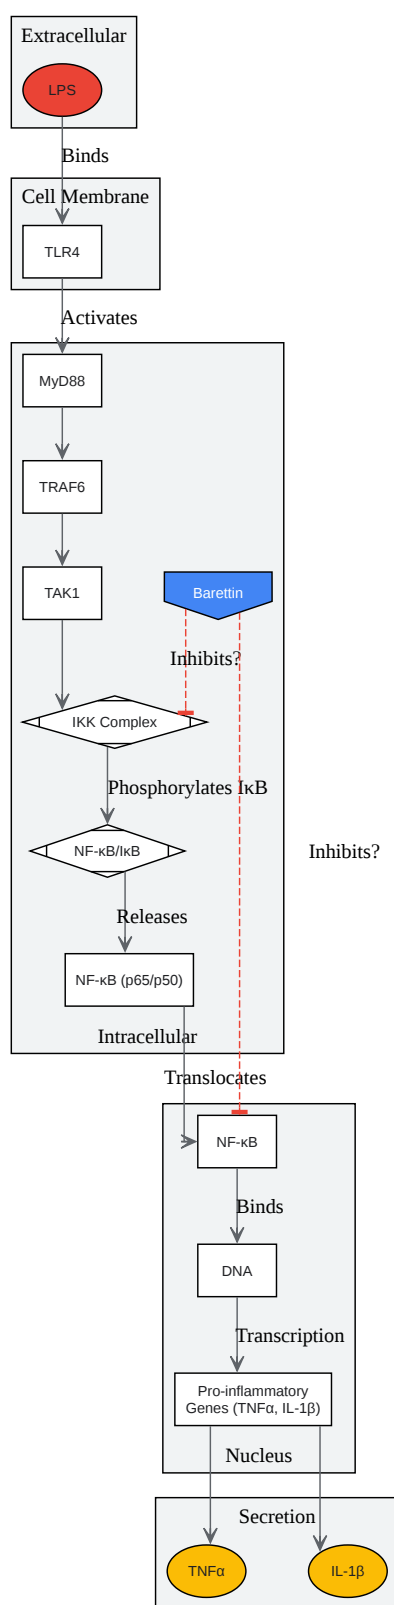 Extracellular
LPS
Binds
Cell Membrane
TLR4
Activates
MyD88
TRAF6
TAK1
Barettin
Inhibits?
IKK Complex
Phosphorylates IκB
NF-κB/IκB
Inhibits?
Releases
NF-κB (p65/p50)
Intracellular
Translocates
NF-κB
Binds
DNA
Transcription
Pro-inflammatory
Genes (TNFα, IL-1β)
Nucleus
Secretion
TNFα
IL-1β